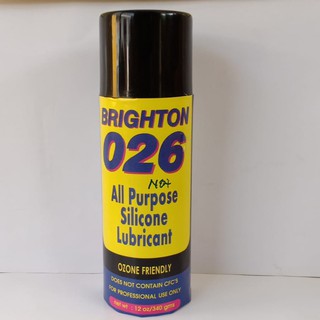 BRIGHTON
026
Not
All Purpose
Silicone
Lubricant
OZONE FRIENDLY
DOES NOT CONTAIN CFC'S
FOR PROFESSIONAL USE ONLY
12 oz/340 gms